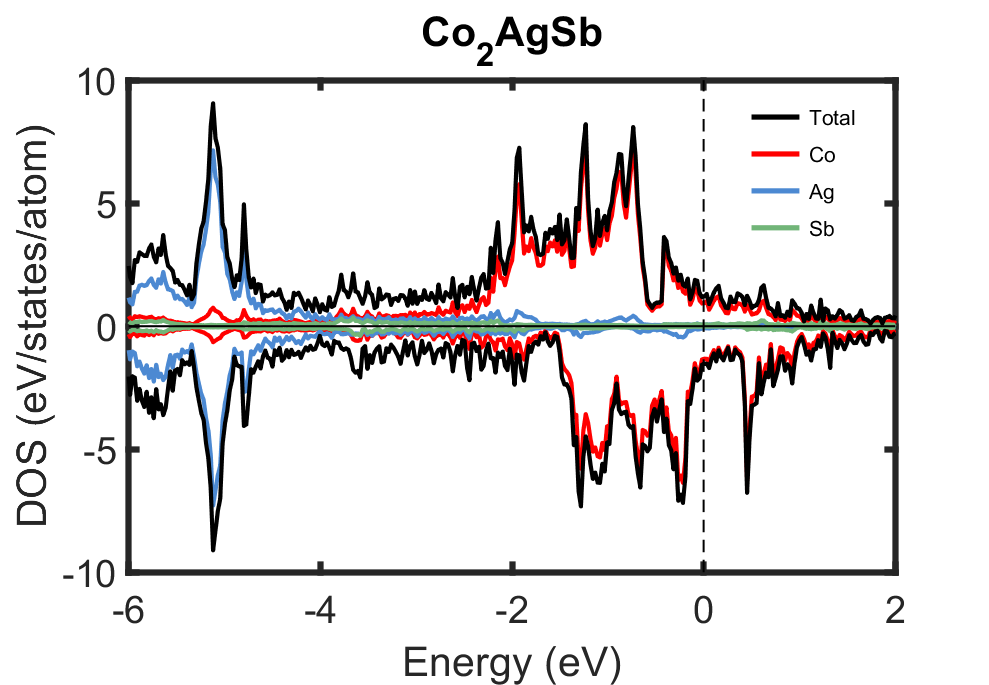 Co₂AgSb
10
5
0
-5
-10
DOS (eV/states/atom)
Total
Co
Ag
Sb
-6 -4 -2 0 2
Energy (eV)